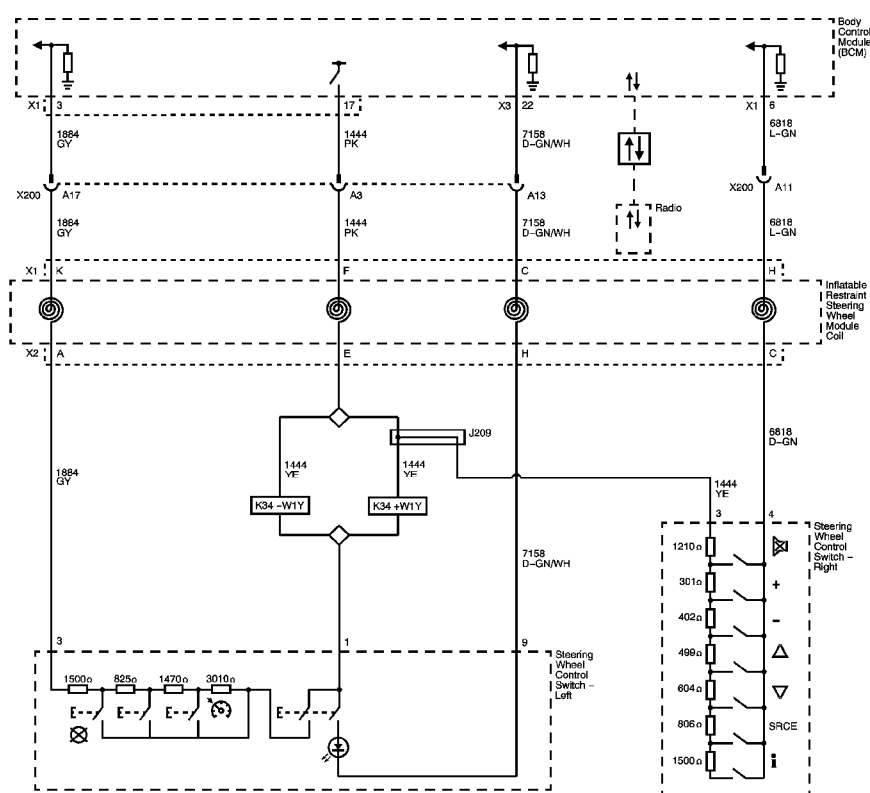 Body
Control
Module
(BCM)
X1 3 17 X3 22 X1 6
1884
GY
1444
PK
7158
D-GN/WH
6818
L-GN
X200 A17 A3 A13 X200 A11
Radio
1884
GY
1444
PK
7158
D-GN/WH
6818
L-GN
X1 K F C H
Inflatable
Restraint
Steering
Wheel
Module
Coil
X2 A E H C
J209
6818
D-GN
1884
GY
1444
YE
1444
YE
1444
YE
K34 -W1Y K34 +W1Y
3 4
Steering
Wheel
Control
Switch –
Right
7158
D-GN/WH
1210Ω
301Ω +
402Ω –
499Ω
604Ω
806Ω SRCE
1500Ω i
3 1 9
Steering
Wheel
Control
Switch –
Left
1500Ω 825Ω 1470Ω 3010Ω